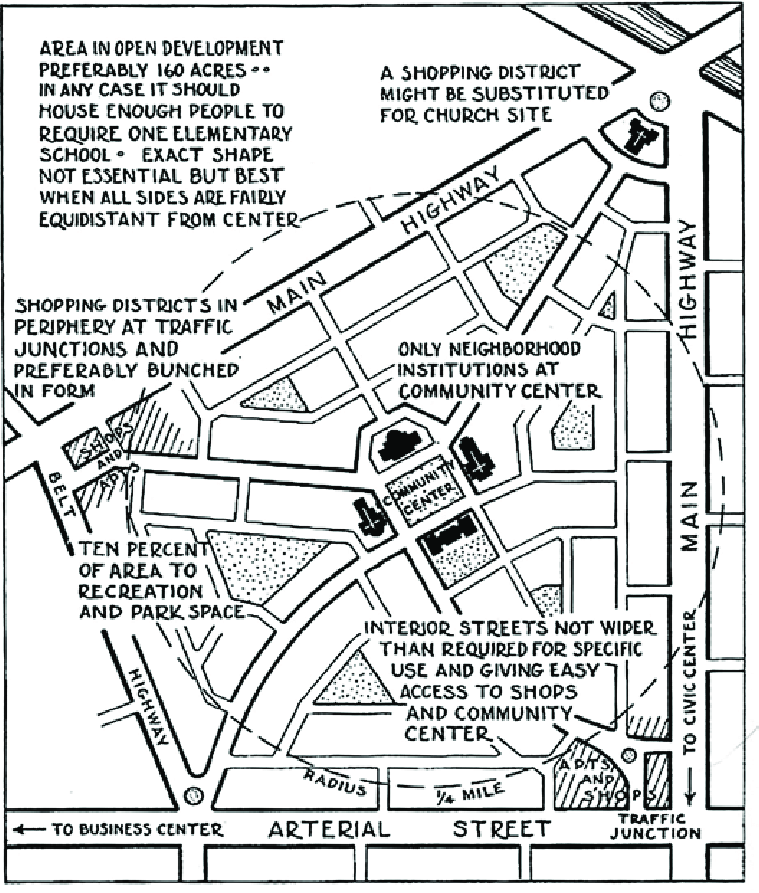 AREA IN OPEN DEVELOPMENT
PREFERABLY 160 ACRES ··
IN ANY CASE IT SHOULD
HOUSE ENOUGH PEOPLE TO
REQUIRE ONE ELEMENTARY
SCHOOL · EXACT SHAPE
NOT ESSENTIAL BUT BEST
WHEN ALL SIDES ARE FAIRLY
EQUIDISTANT FROM CENTER
A SHOPPING DISTRICT
MIGHT BE SUBSTITUTED
FOR CHURCH SITE
MAIN HIGHWAY
HIGHWAY
MAIN
SHOPPING DISTRICTS IN
PERIPHERY AT TRAFFIC
JUNCTIONS AND
PREFERABLY BUNCHED
IN FORM
ONLY NEIGHBORHOOD
INSTITUTIONS AT
COMMUNITY CENTER
SHOPS
AND
APTS
COMMUNITY
CENTER
BELT
HIGHWAY
TEN PERCENT
OF AREA TO
RECREATION
AND PARK SPACE
INTERIOR STREETS NOT WIDER
THAN REQUIRED FOR SPECIFIC
USE AND GIVING EASY
ACCESS TO SHOPS
AND COMMUNITY
CENTER
TO CIVIC CENTER
RADIUS 1/4 MILE
APTS.
AND
SHOPS
TRAFFIC
JUNCTION
← TO BUSINESS CENTER
ARTERIAL STREET